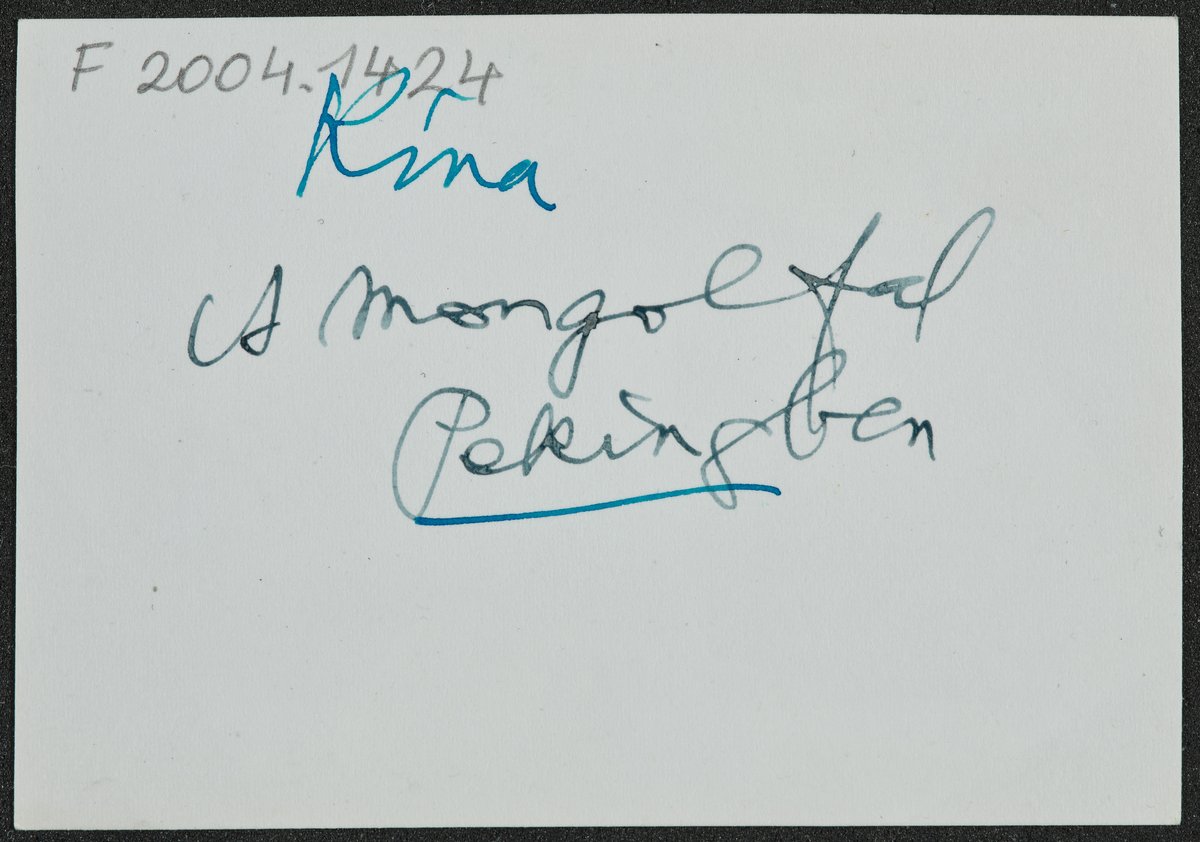 F 2004.1424
Kína
A mongol fal
Pekingben